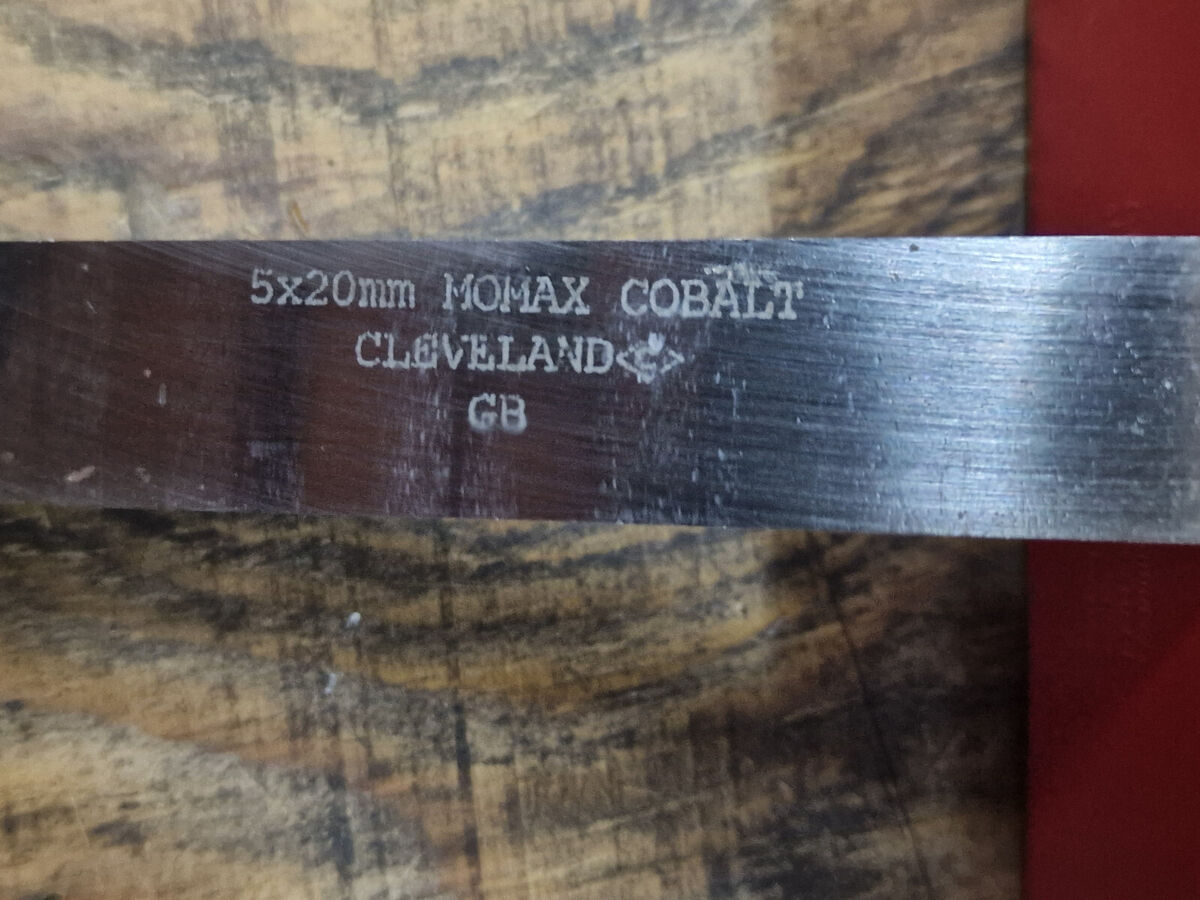 5x20mm MOMAX COBALT
CLEVELAND<C>
GB